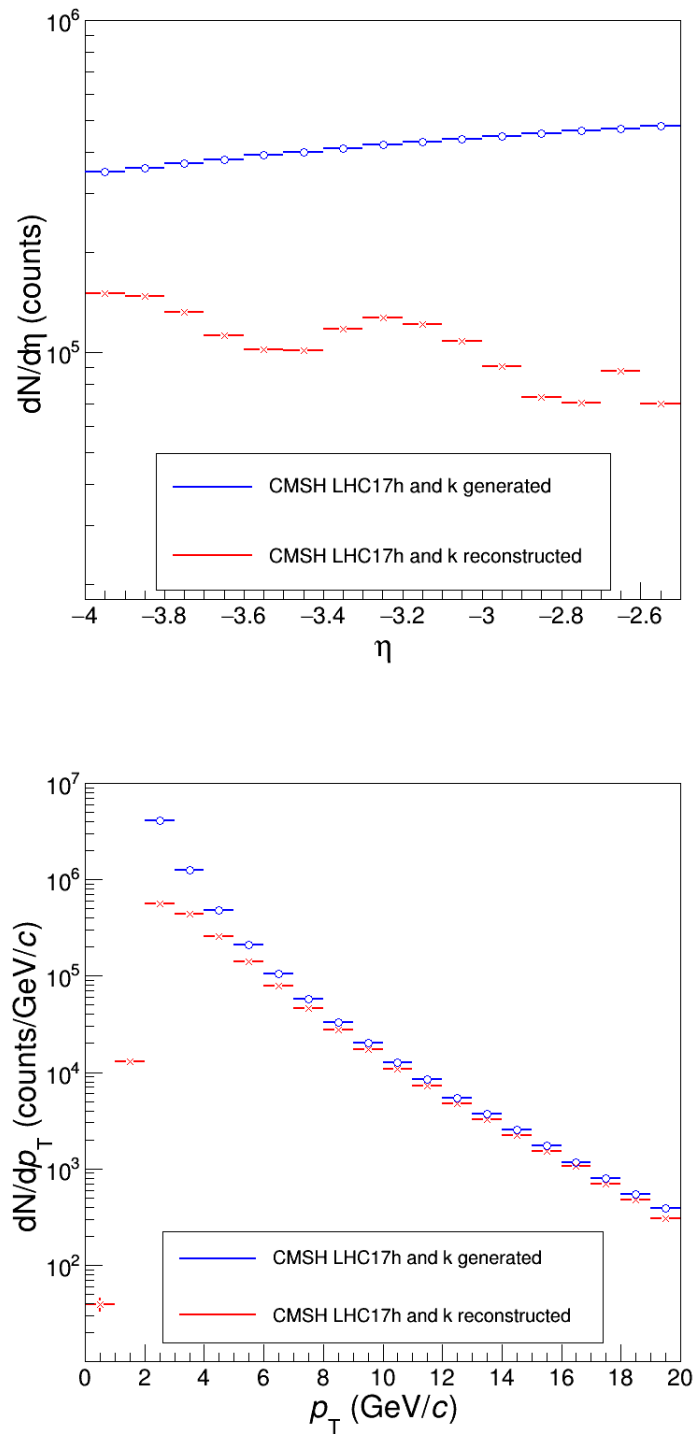 10^6
dN/dη (counts)
10^5
CMSH LHC17h and k generated
CMSH LHC17h and k reconstructed
−4 −3.8 −3.6 −3.4 −3.2 −3 −2.8 −2.6
η
10^7
10^6
10^5
dN/dp_T (counts/GeV/c)
10^4
10^3
10^2
CMSH LHC17h and k generated
CMSH LHC17h and k reconstructed
0 2 4 6 8 10 12 14 16 18 20
p_T (GeV/c)